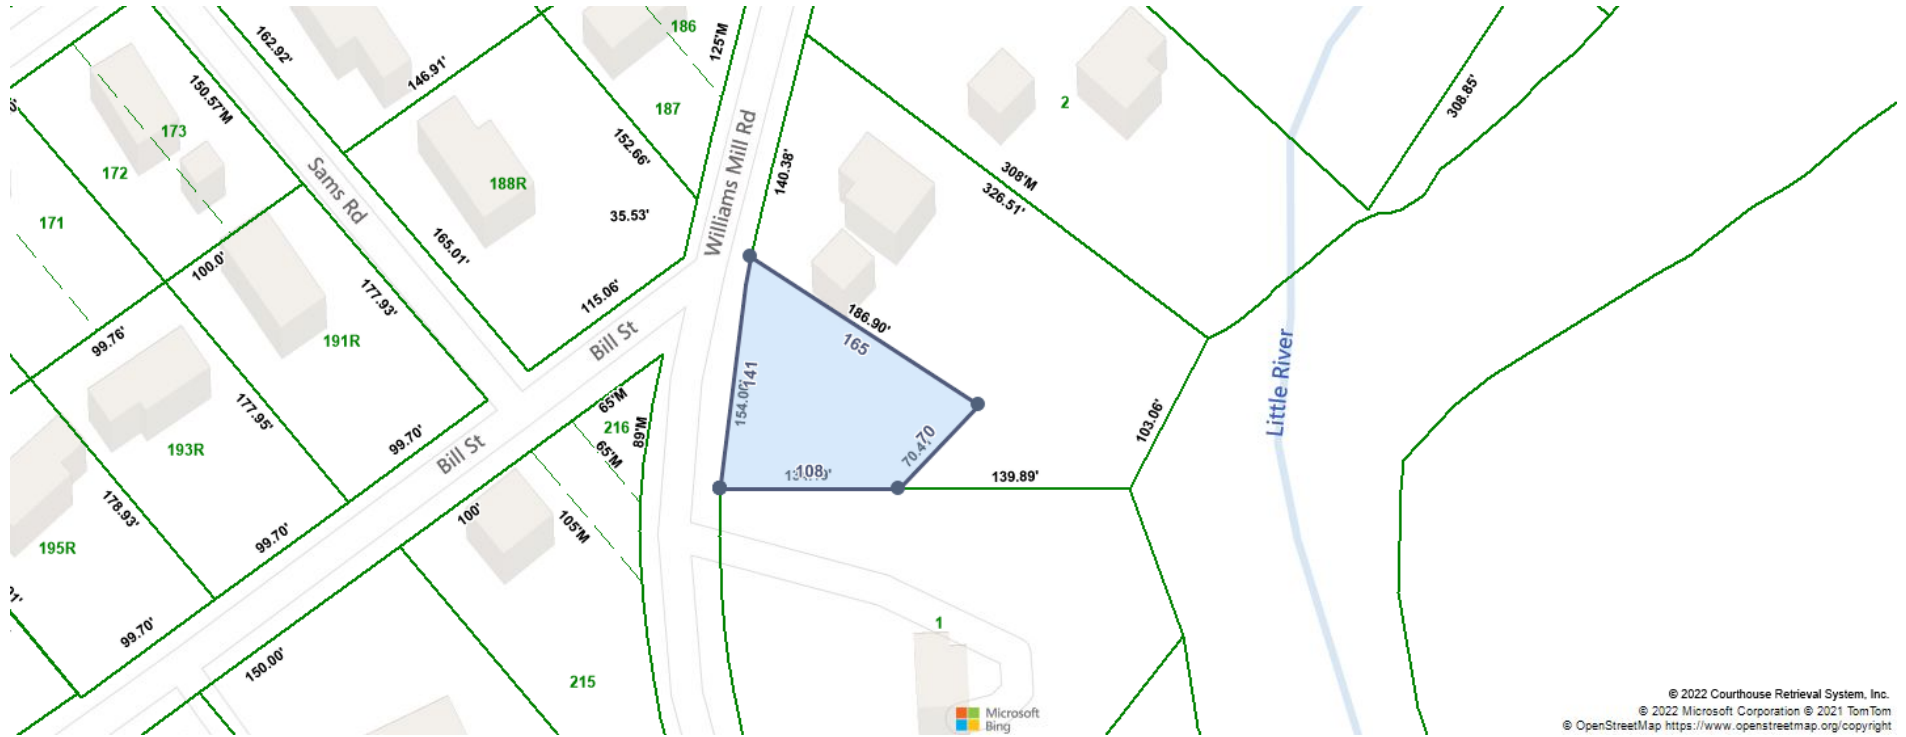 186
125'M
162.92'
146.91'
308.85'
150.57'M
2
187
173
152.66'
172
Williams Mill Rd
140.38'
308'M
326.51'
188R
Sams Rd
171
35.53'
165.01'
100.0'
177.93'
115.06'
186.90'
165
Bill St
99.76'
191R
Little River
141
65'M
216
89'M
177.95'
103.06'
99.70'
193R
65'M
70
Bill St
108
139.89'
178.93'
100'
105'M
99.70'
195R
99.70'
1
150.00'
215
Microsoft
Bing
© 2022 Courthouse Retrieval System, Inc.
© 2022 Microsoft Corporation © 2021 TomTom
© OpenStreetMap https://www.openstreetmap.org/copyright